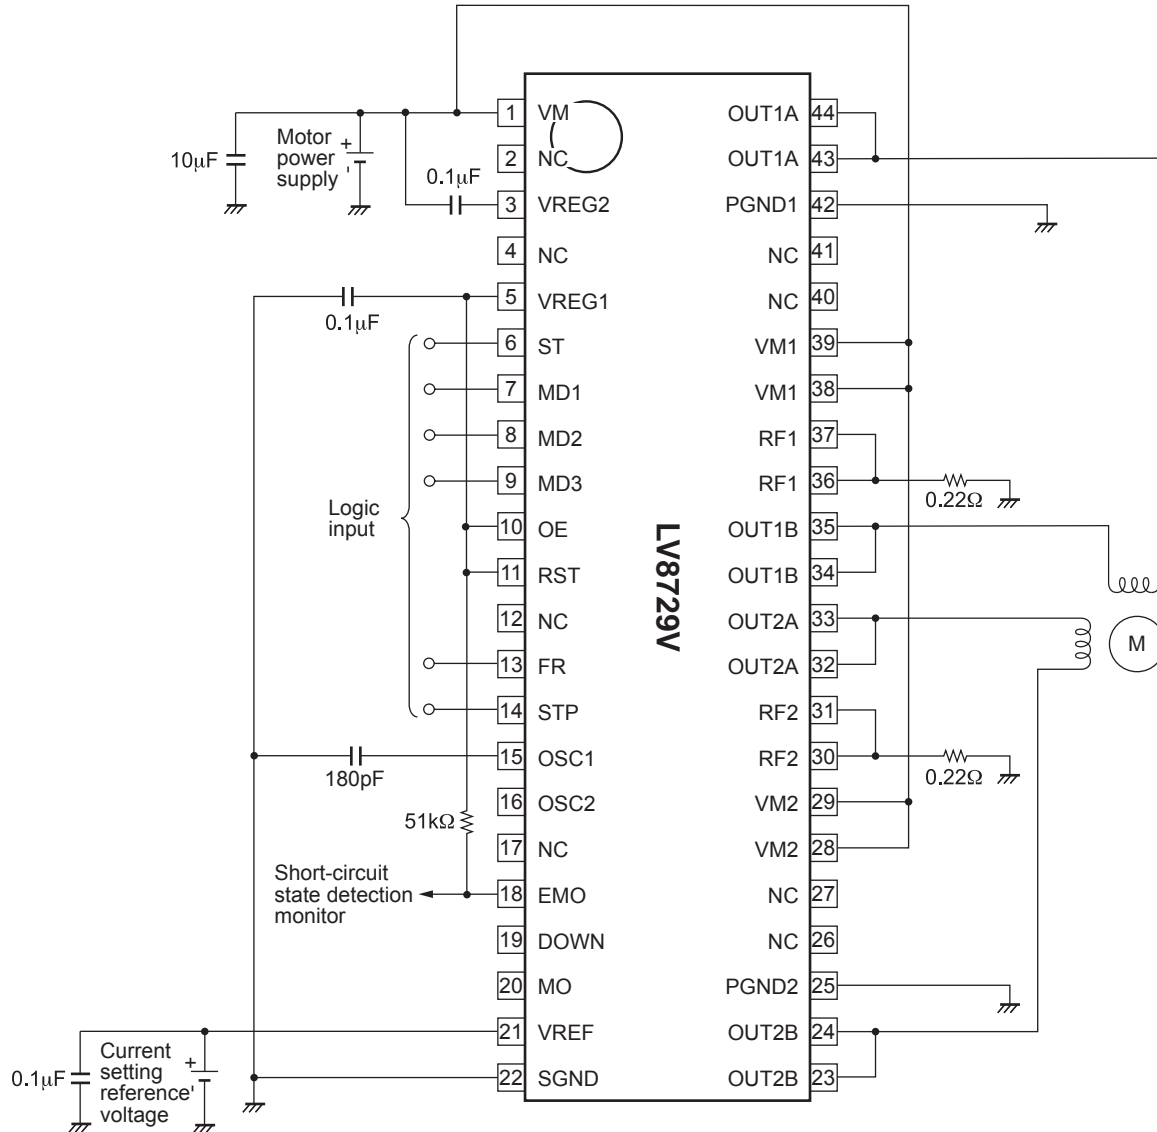 1 VM OUT1A 44
Motor
power
supply
+
-
10μF
2 NC OUT1A 43
0.1μF
3 VREG2 PGND1 42
4 NC NC 41
5 VREG1 NC 40
0.1μF
6 ST VM1 39
7 MD1 VM1 38
8 MD2 RF1 37
9 MD3 RF1 36
0.22Ω
Logic
input
10 OE OUT1B 35
11 RST OUT1B 34
LV8729V
12 NC OUT2A 33
M
13 FR OUT2A 32
14 STP RF2 31
15 OSC1 RF2 30
180pF
0.22Ω
16 OSC2 VM2 29
51kΩ
17 NC VM2 28
Short-circuit
state detection
monitor
18 EMO NC 27
19 DOWN NC 26
20 MO PGND2 25
21 VREF OUT2B 24
Current
setting
reference
voltage
+
-
0.1μF
22 SGND OUT2B 23